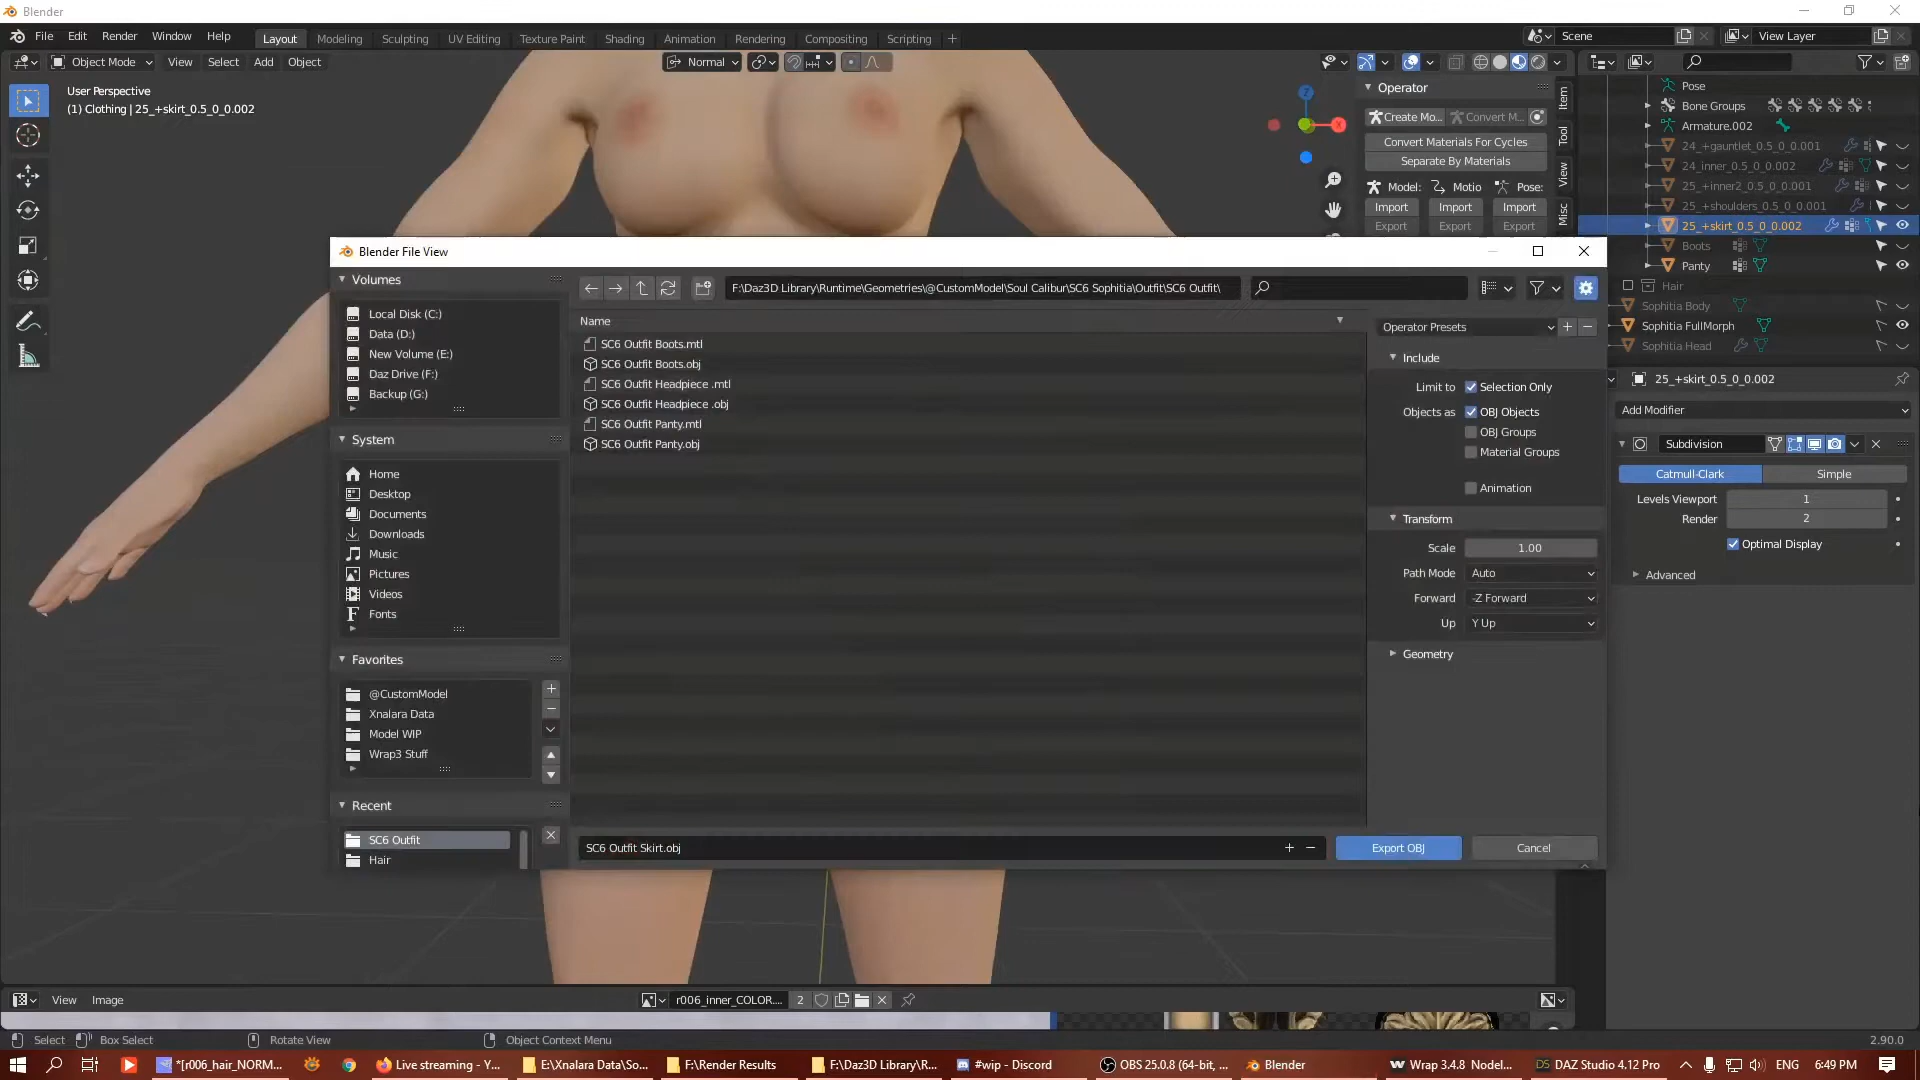 Blender
File Edit Render Window Help
Layout Modeling Sculpting UV Editing Texture Paint Shading Animation Rendering Compositing Scripting +
Scene
View Layer
Object Mode View Select Add Object
Normal
User Perspective
(1) Clothing | 25_+skirt_0.5_0_0.002
Operator
Create Mo...
Convert M...
Convert Materials For Cycles
Separate By Materials
Model: Motio Pose:
Import Import Import
Export Export Export
Item
Tool
View
Misc
Pose
Bone Groups
Armature.002
24_+gauntlet_0.5_0_0.001
24_inner_0.5_0_0.002
25_+inner2_0.5_0_0.001
25_+shoulders_0.5_0_0.001
25_+skirt_0.5_0_0.002
Boots
Panty
Hair
Sophitia Body
Sophitia FullMorph
Sophitia Head
25_+skirt_0.5_0_0.002
Add Modifier
Subdivision
Catmull-Clark Simple
Levels Viewport 1
Render 2
Optimal Display
Advanced
Blender File View
Volumes
Local Disk (C:)
Data (D:)
New Volume (E:)
Daz Drive (F:)
Backup (G:)
System
Home
Desktop
Documents
Downloads
Music
Pictures
Videos
Fonts
Favorites
@CustomModel
Xnalara Data
Model WIP
Wrap3 Stuff
Recent
SC6 Outfit
Hair
F:\Daz3D Library\Runtime\Geometries\@CustomModel\Soul Calibur\SC6 Sophitia\Outfit\SC6 Outfit\
Name
SC6 Outfit Boots.mtl
SC6 Outfit Boots.obj
SC6 Outfit Headpiece .mtl
SC6 Outfit Headpiece .obj
SC6 Outfit Panty.mtl
SC6 Outfit Panty.obj
Operator Presets
Include
Limit to Selection Only
Objects as OBJ Objects
OBJ Groups
Material Groups
Animation
Transform
Scale 1.00
Path Mode Auto
Forward -Z Forward
Up Y Up
Geometry
SC6 Outfit Skirt.obj
Export OBJ
Cancel
View Image
r006_inner_COLOR.... 2
Select Box Select Rotate View Object Context Menu
2.90.0
*[r006_hair_NORM... Live streaming - Y... E:\Xnalara Data\So... F:\Render Results F:\Daz3D Library\R... #wip - Discord OBS 25.0.8 (64-bit, ... Blender Wrap 3.4.8 NodeI... DAZ Studio 4.12 Pro ENG 6:49 PM